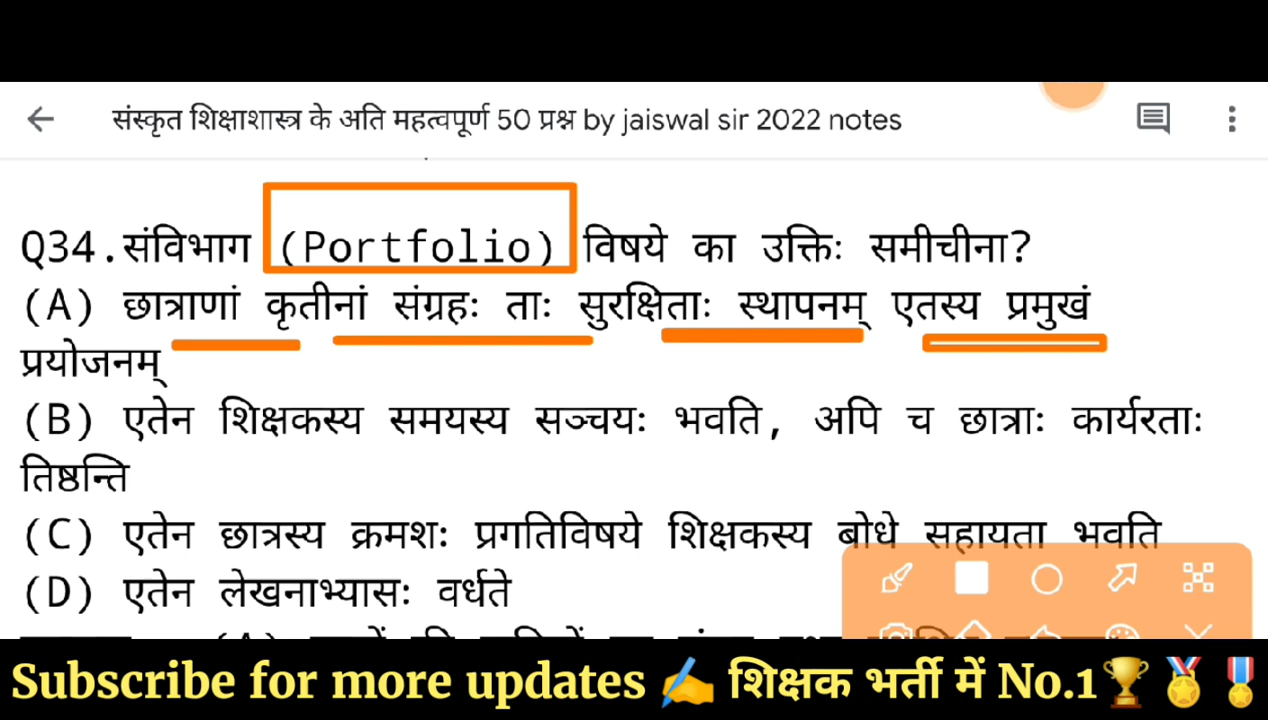 संस्कृत शिक्षाशास्त्र के अति महत्वपूर्ण 50 प्रश्न by jaiswal sir 2022 notes
Q34.संविभाग (Portfolio) विषये का उक्तिः समीचीना?
(A) छात्राणां कृतीनां संग्रहः ताः सुरक्षिताः स्थापनम् एतस्य प्रमुखं
प्रयोजनम्
(B) एतेन शिक्षकस्य समयस्य सञ्चयः भवति, अपि च छात्राः कार्यरताः
तिष्ठन्ति
(C) एतेन छात्रस्य क्रमशः प्रगतिविषये शिक्षकस्य बोधे सहायता भवति
(D) एतेन लेखनाभ्यासः वर्धते
Subscribe for more updates ✍️ शिक्षक भर्ती में No.1🏆🏅🎖️